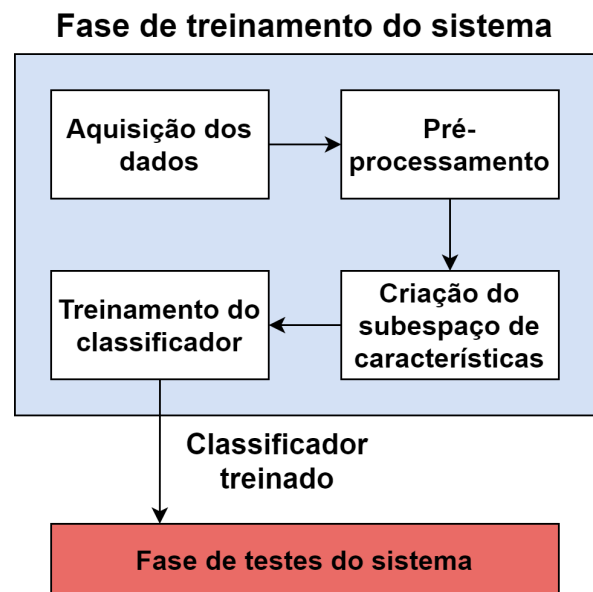 Fase de treinamento do sistema
Aquisição dos
dados
Pré-
processamento
Criação do
subespaço de
características
Treinamento do
classificador
Classificador
treinado
Fase de testes do sistema